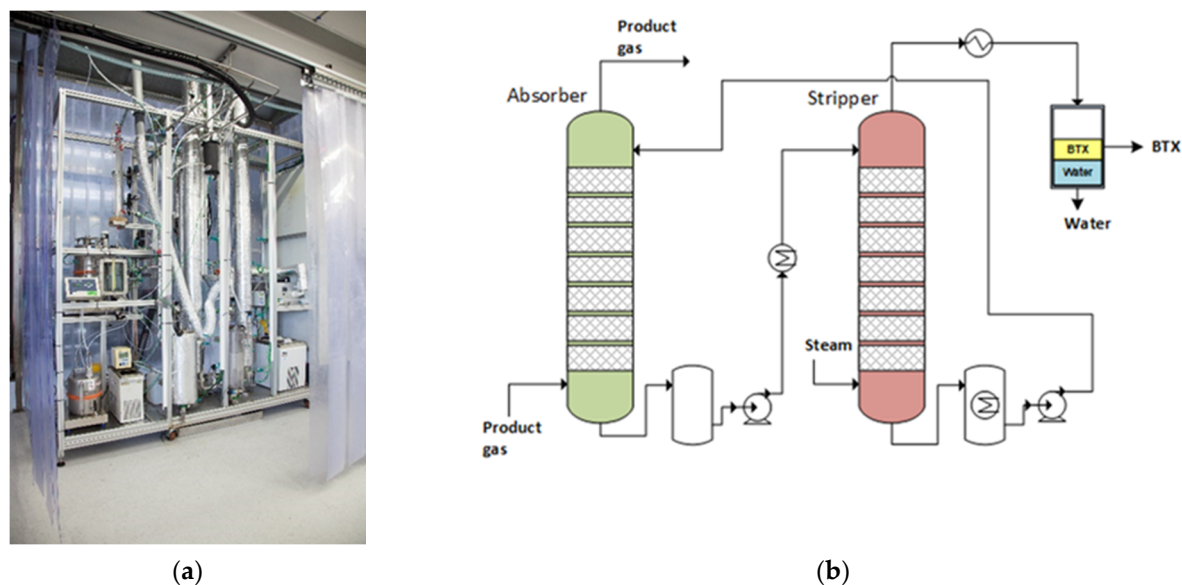 Product
gas
Absorber
Stripper
BTX
BTX
Water
Water
Steam
Product
gas
(a)
(b)